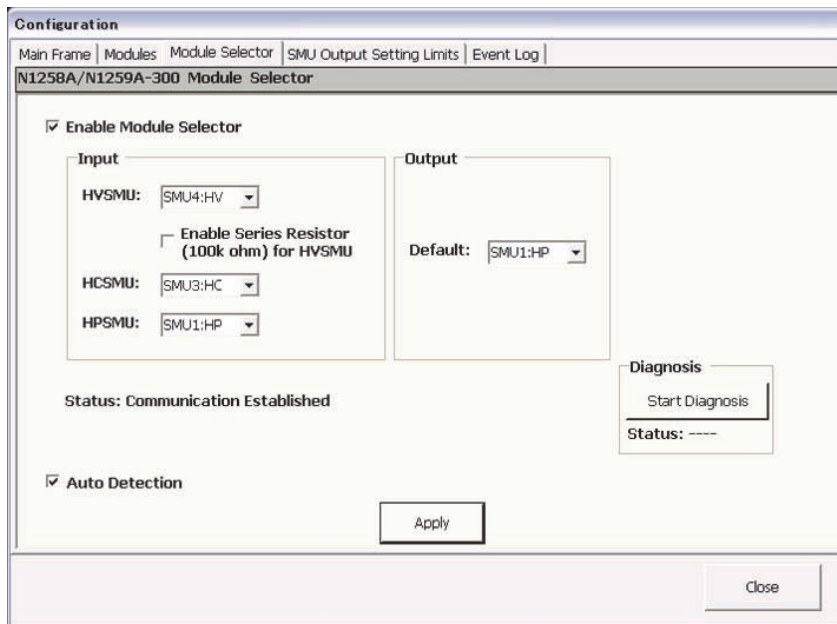 Configuration
Main Frame Modules Module Selector SMU Output Setting Limits Event Log
N1258A/N1259A-300 Module Selector
Enable Module Selector
Input
HVSMU: SMU4:HV
Enable Series Resistor
(100k ohm) for HVSMU
HCSMU: SMU3:HC
HPSMU: SMU1:HP
Output
Default: SMU1:HP
Status: Communication Established
Diagnosis
Start Diagnosis
Status: ----
Auto Detection
Apply
Close